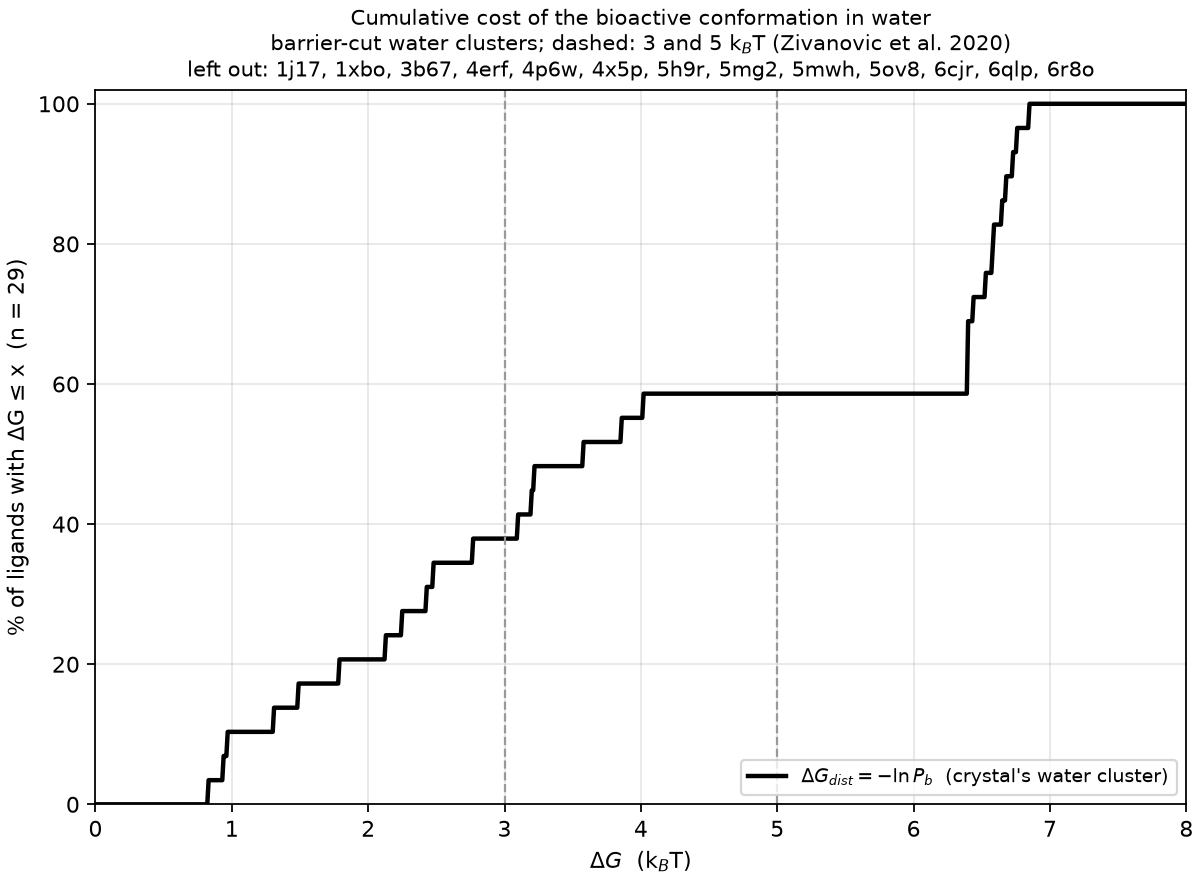 Cumulative cost of the bioactive conformation in water
barrier-cut water clusters; dashed: 3 and 5 k_BT (Zivanovic et al. 2020)
left out: 1j17, 1xbo, 3b67, 4erf, 4p6w, 4x5p, 5h9r, 5mg2, 5mwh, 5ov8, 6cjr, 6qlp, 6r8o
% of ligands with ΔG ≤ x (n = 29)
100
80
60
40
20
0
0 1 2 3 4 5 6 7 8
ΔG_dist = −ln P_b (crystal's water cluster)
ΔG (k_BT)